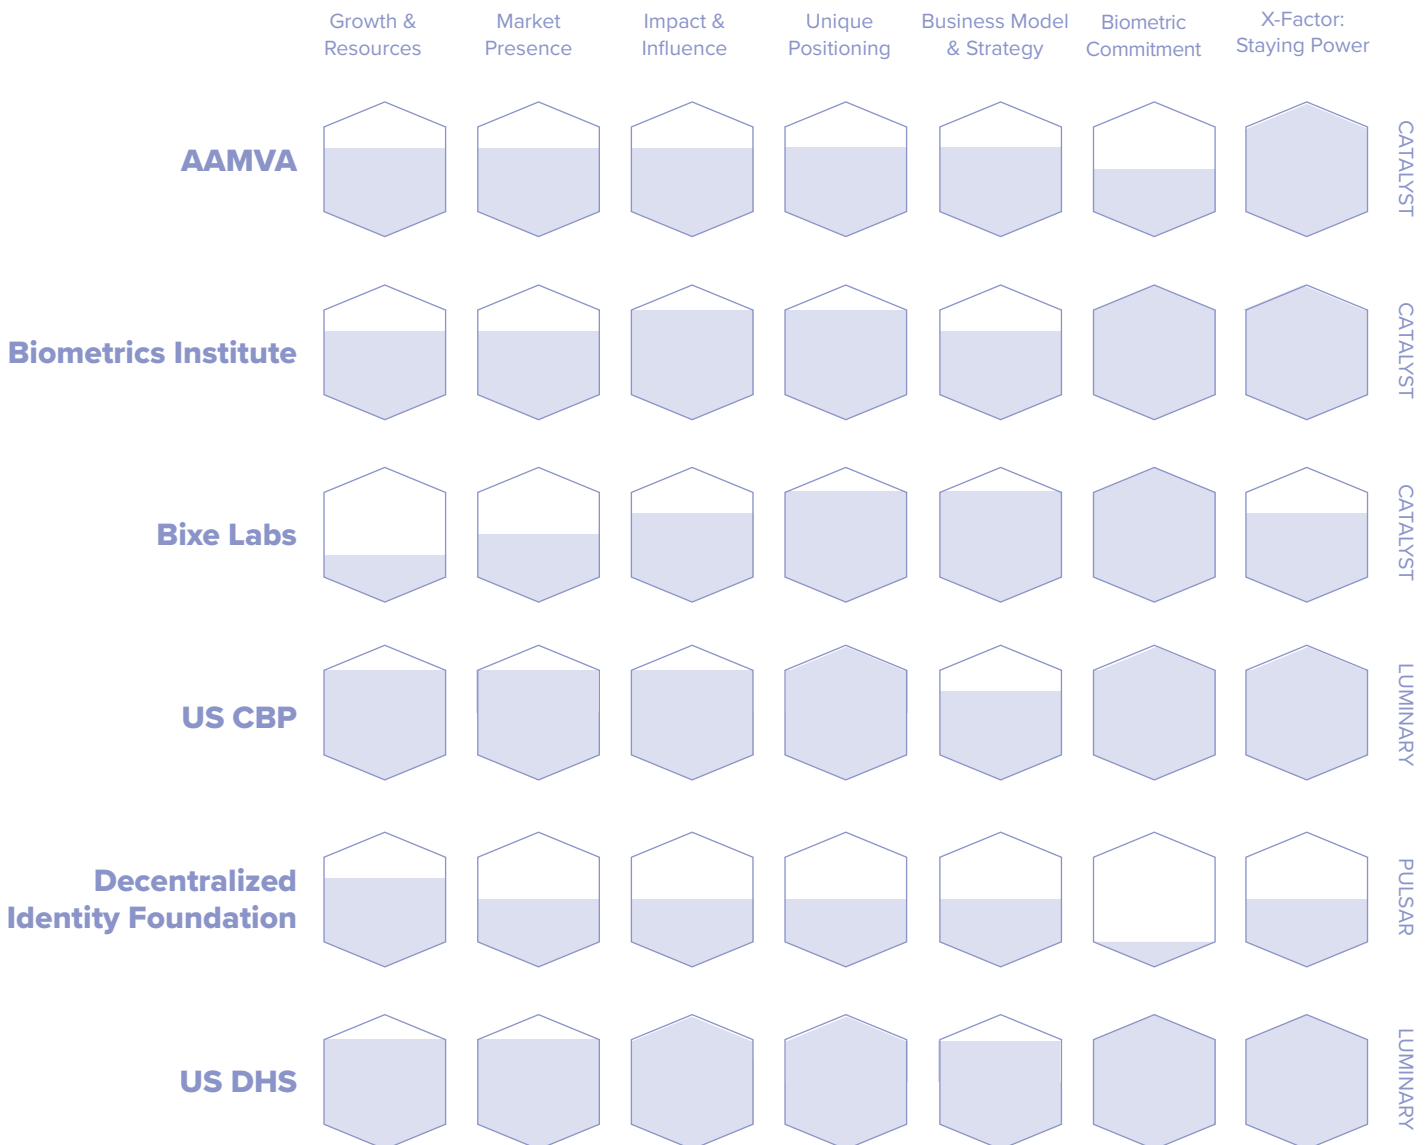 Growth &
Resources
Market
Presence
Impact &
Influence
Unique
Positioning
Business Model
& Strategy
Biometric
Commitment
X-Factor:
Staying Power
AAMVA
CATALYST
Biometrics Institute
CATALYST
Bixe Labs
CATALYST
US CBP
LUMINARY
Decentralized
Identity Foundation
PULSAR
US DHS
LUMINARY